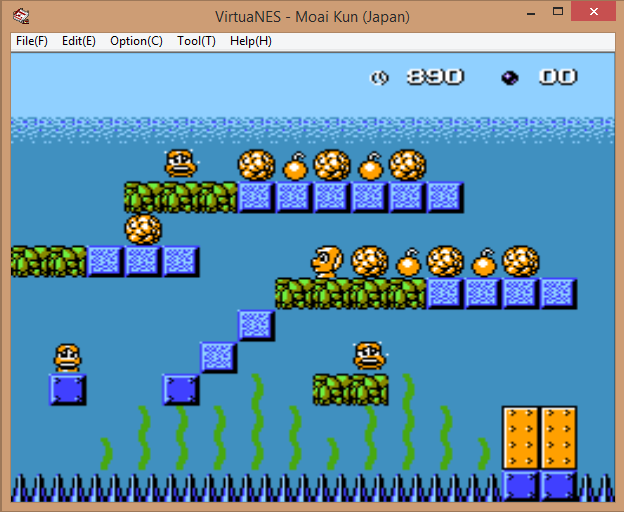 VirtuaNES - Moai Kun (Japan)
File(F) Edit(E) Option(C) Tool(T) Help(H)
890 00